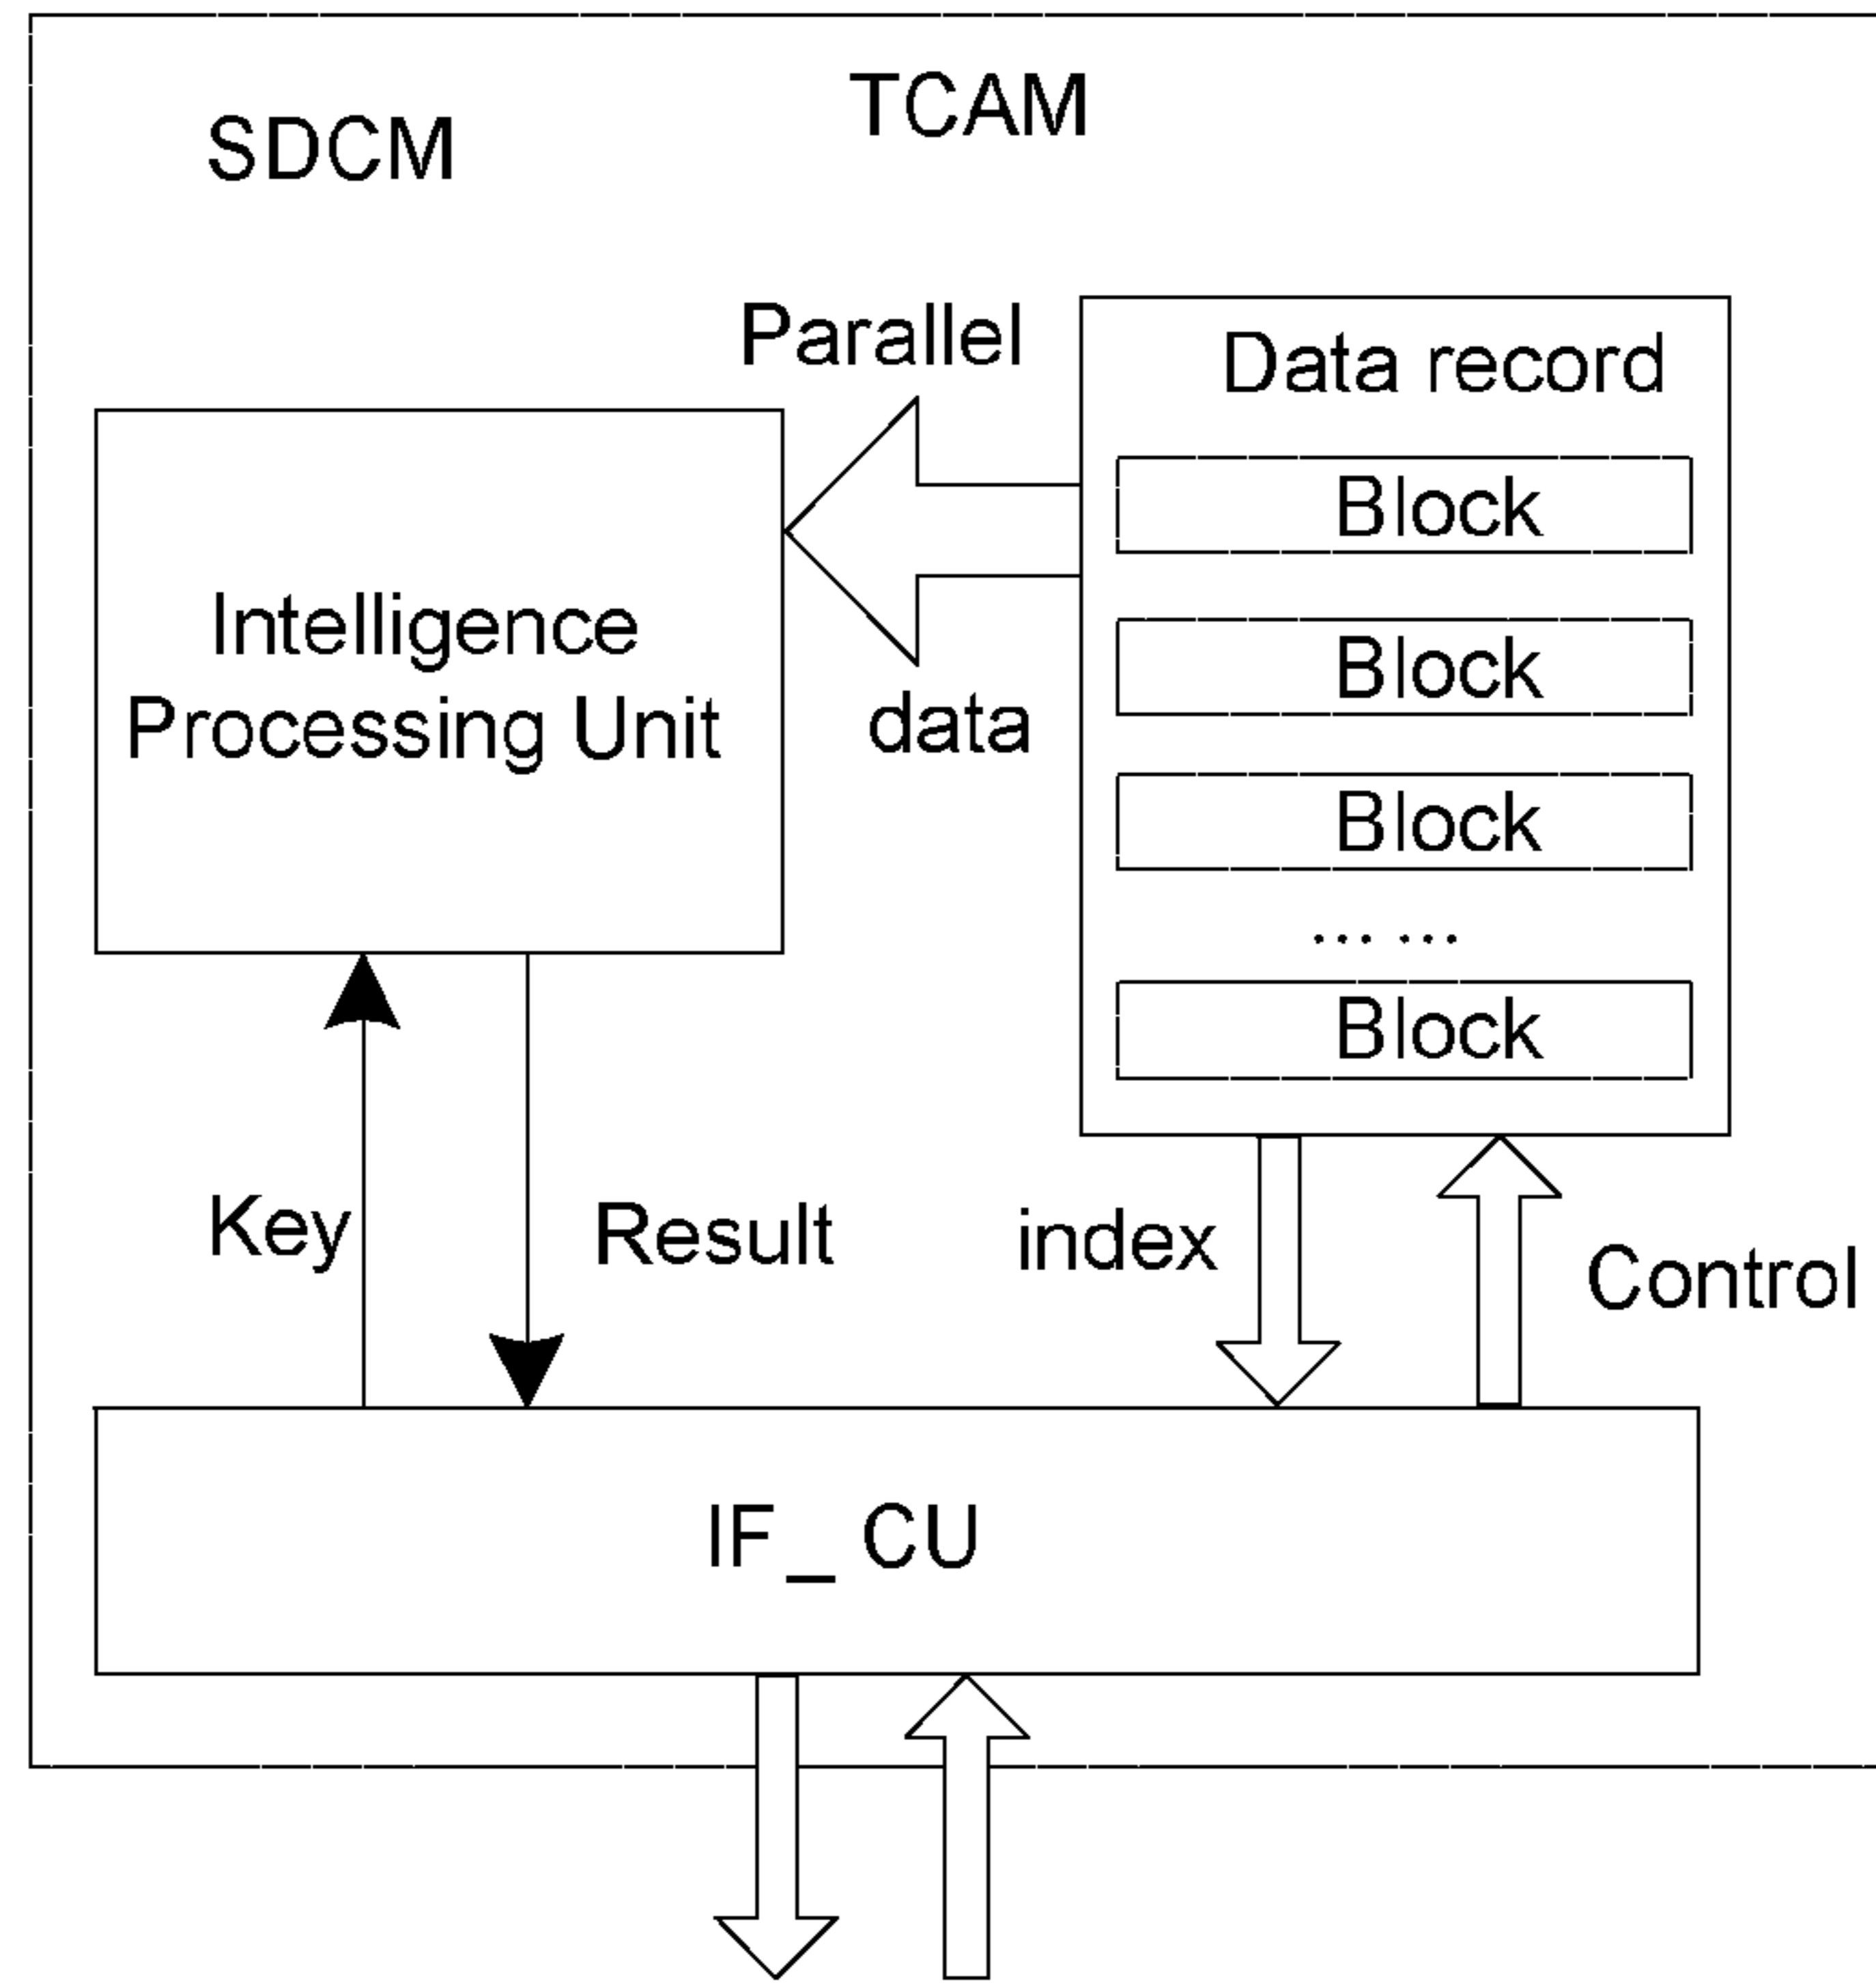 TCAM
SDCM
Parallel
data
Data record
Block
Block
Block
... ...
Block
Intelligence
Processing Unit
Key
Result
index
Control
IF_ CU